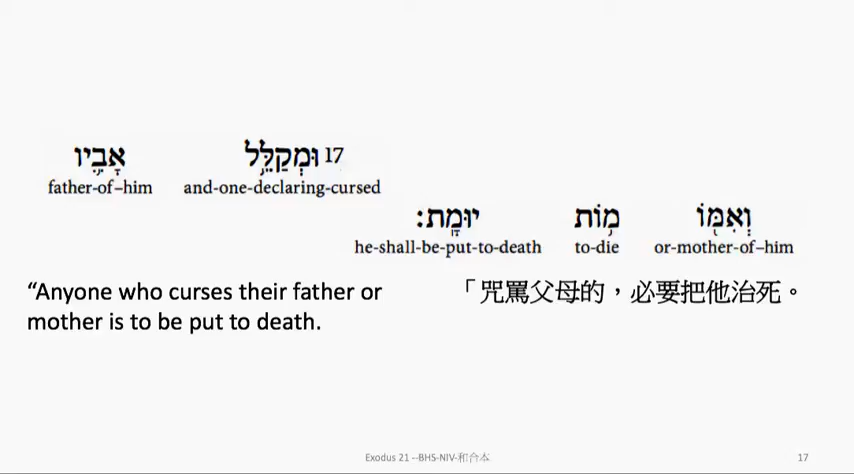 17 וּמְקַלֵּ֥ל אָבִ֛יו
and-one-declaring-cursed father-of–him
וְאִמּ֖וֹ מ֥וֹת יוּמָֽת׃
or-mother-of–him to-die he-shall-be-put-to-death
“Anyone who curses their father or
mother is to be put to death.
「咒罵父母的，必要把他治死。
Exodus 21 --BHS-NIV-和合本
17